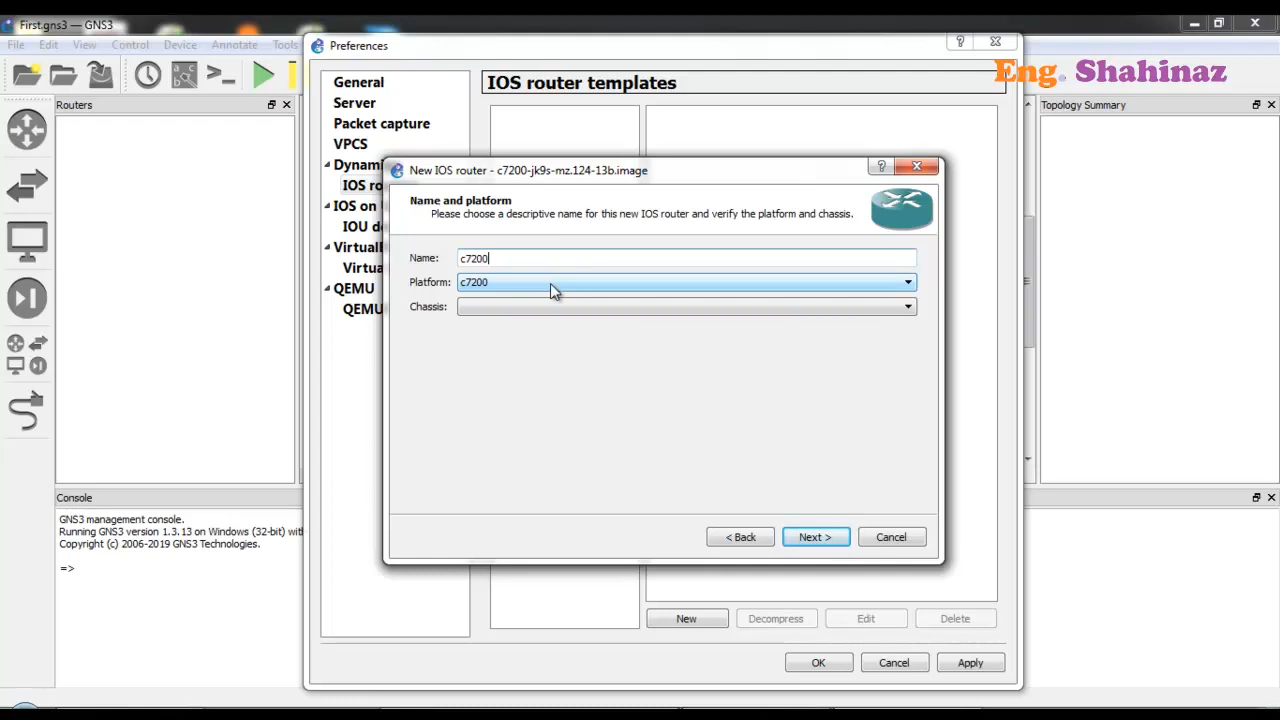 First.gns3 — GNS3
File Edit View Control Device Annotate Tools
Preferences
Eng. Shahinaz
Routers
General
Server
Packet capture
VPCS
Dynami
IOS ro
IOS on
IOU de
VirtualB
Virtua
QEMU
QEMU
IOS router templates
Topology Summary
New IOS router - c7200-jk9s-mz.124-13b.image
Name and platform
Please choose a descriptive name for this new IOS router and verify the platform and chassis.
Name: c7200
Platform: c7200
Chassis:
< Back Next > Cancel
New Decompress Edit Delete
OK Cancel Apply
Console
GNS3 management console.
Running GNS3 version 1.3.13 on Windows (32-bit) with
Copyright (c) 2006-2019 GNS3 Technologies.
=>